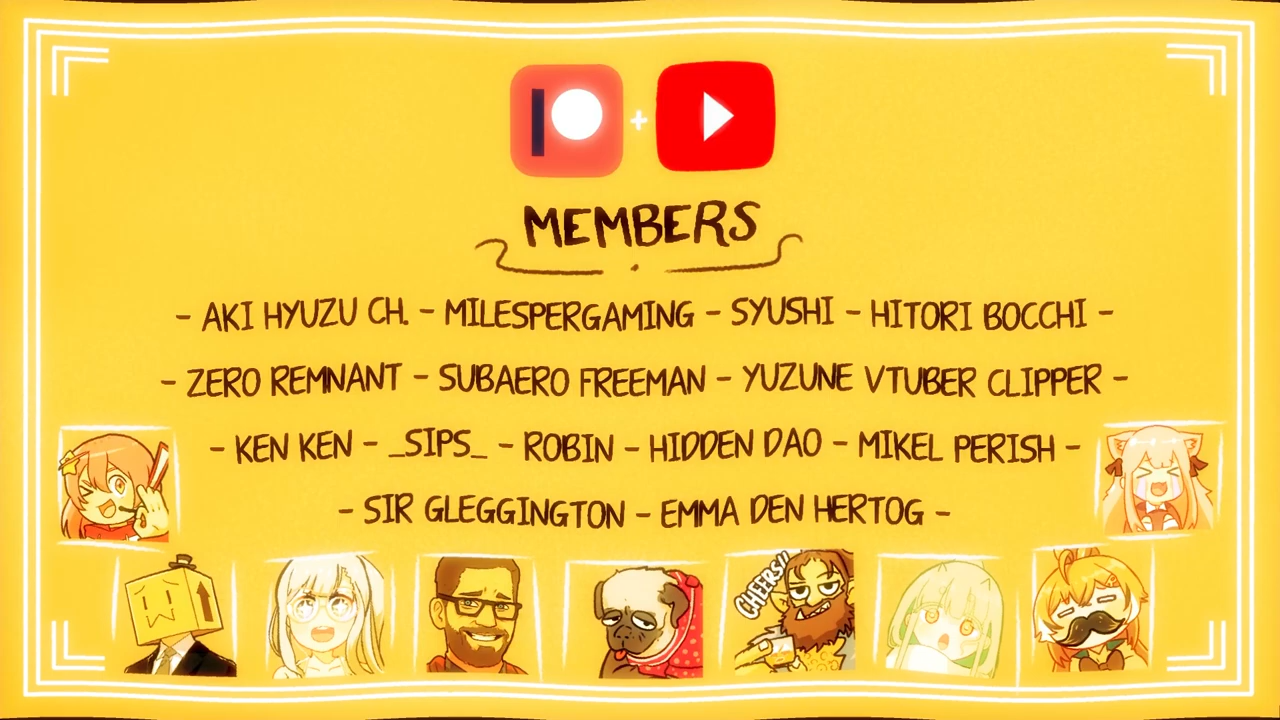 +
MEMBERS
- AKI HYUZU CH. - MILESPERGAMING - SYUSHI - HITORI BOCCHI -
- ZERO REMNANT - SUBAERO FREEMAN - YUZUNE VTUBER CLIPPER -
- KEN KEN - _SIPS_ - ROBIN - HIDDEN DAO - MIKEL PERISH -
- SIR GLEGGINGTON - EMMA DEN HERTOG -
CHEERS!!